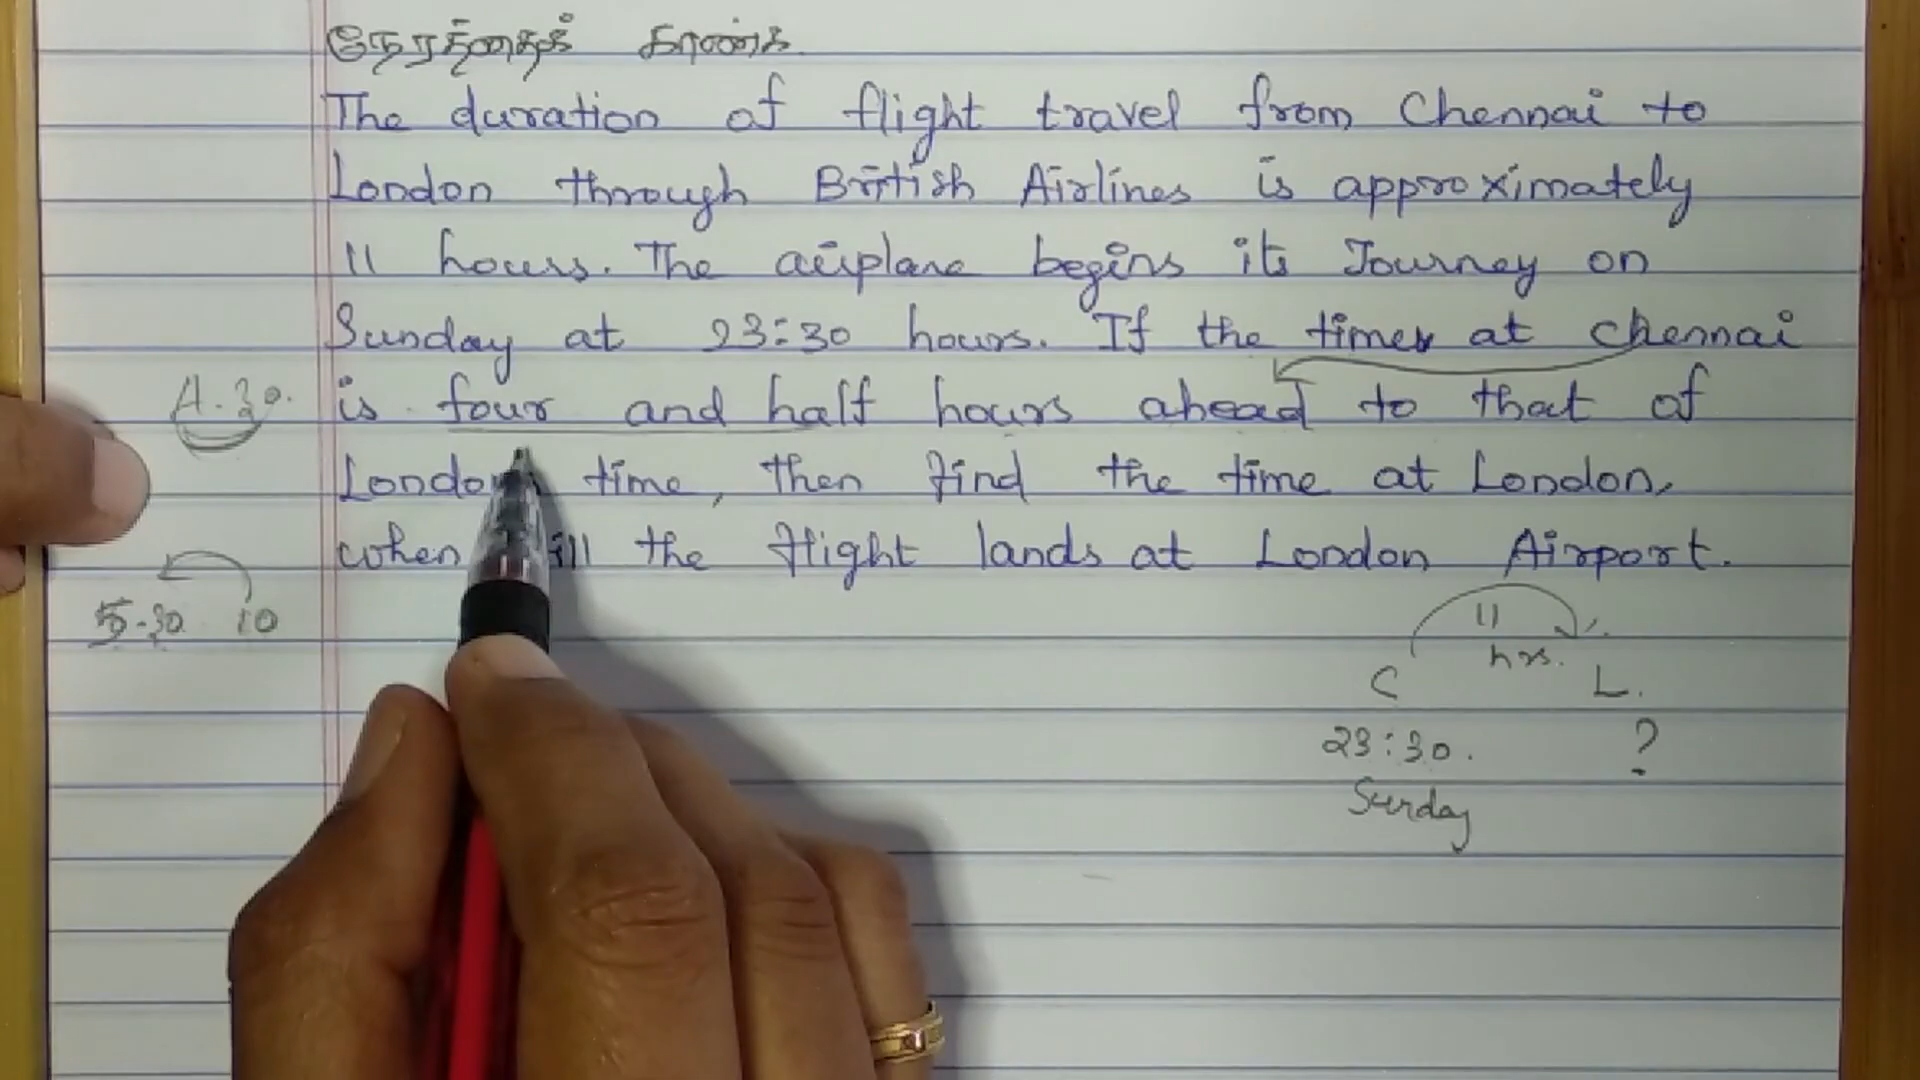 நேரத்தைக் காண்க.
The duration of flight travel from Chennai to
London through British Airlines is approximately
11 hours. The airplane begins its Journey on
Sunday at 23:30 hours. If the time at chennai
is four and half hours ahead to that of
London time, then find the time at London,
when will the flight lands at London Airport.
4.30.
5.30 10
11
hrs.
C L.
23:30. ?
Sunday